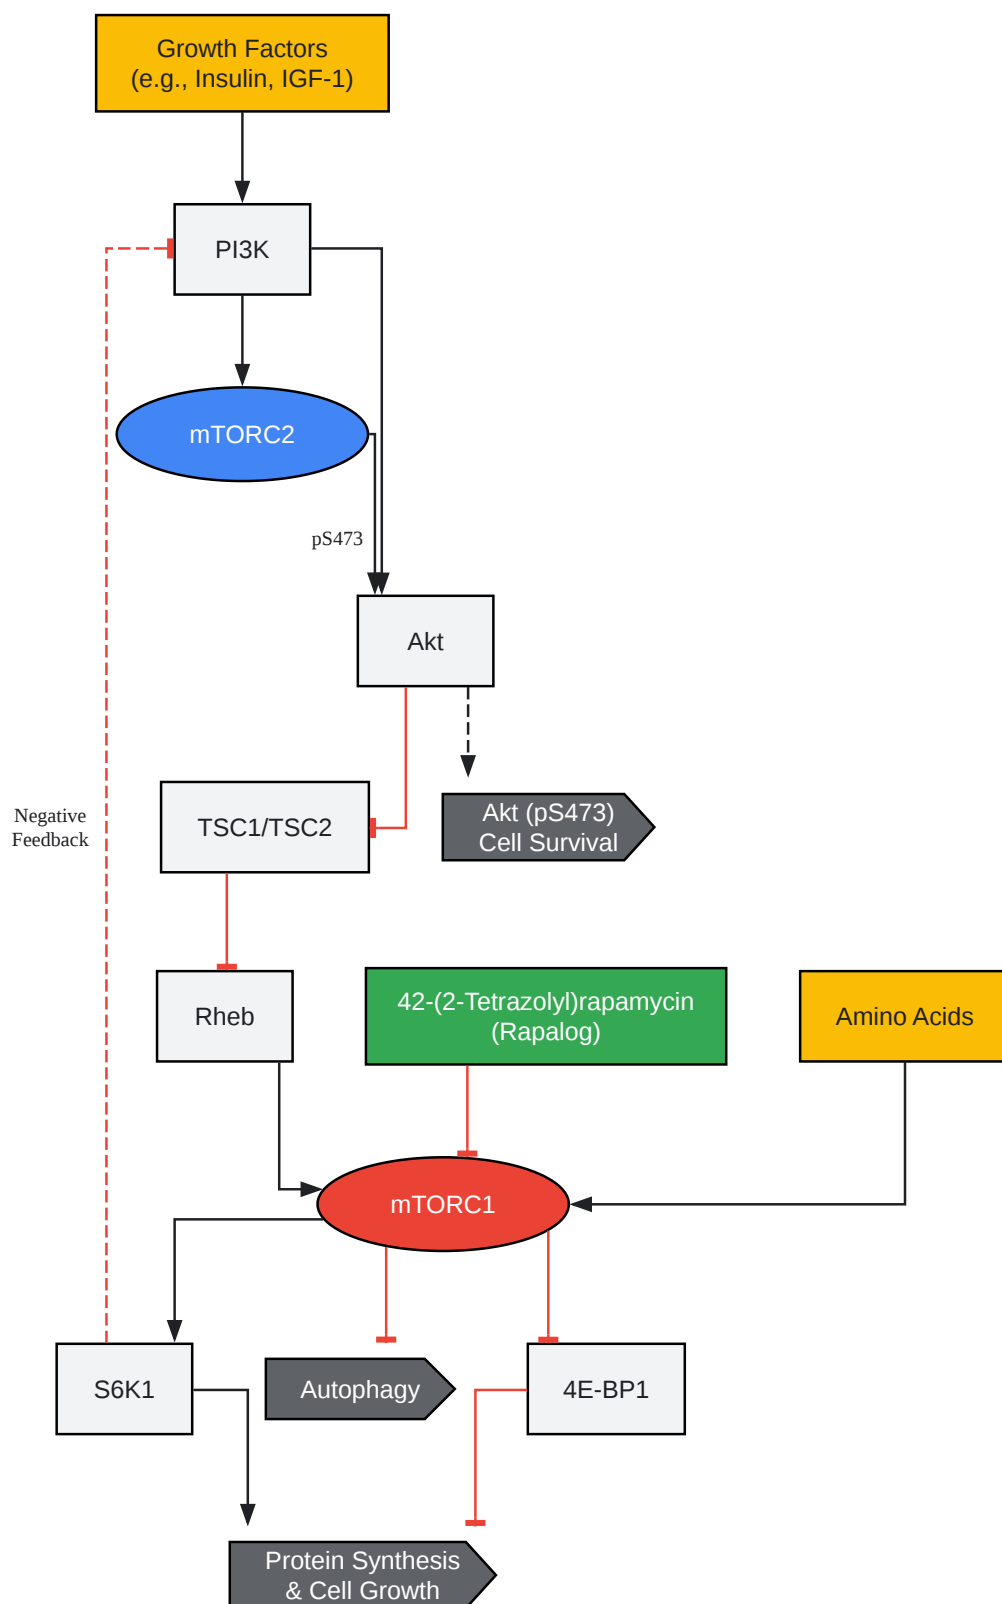 Growth Factors
(e.g., Insulin, IGF-1)
PI3K
mTORC2
pS473
Akt
Akt (pS473)
Cell Survival
TSC1/TSC2
Negative
Feedback
Rheb
42-(2-Tetrazolyl)rapamycin
(Rapalog)
Amino Acids
mTORC1
S6K1
Autophagy
4E-BP1
Protein Synthesis
& Cell Growth